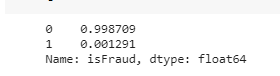 0    0.998709
1    0.001291
Name: isFraud, dtype: float64